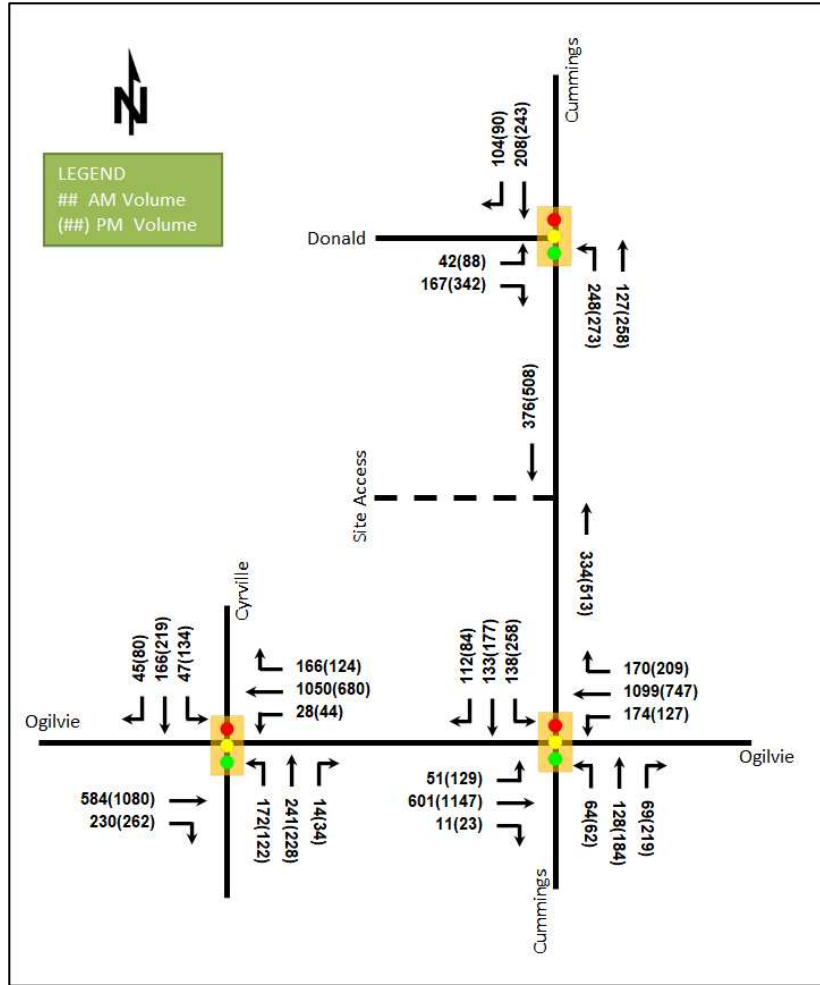 Cummings
N
LEGEND
## AM Volume
(##) PM Volume
104(90)
208(243)
Donald
42(88)
167(342)
248(273)
127(258)
376(508)
Site Access
334(513)
Cyrville
45(80)
166(219)
47(134)
166(124)
1050(680)
28(44)
112(84)
133(177)
138(258)
170(209)
1099(747)
174(127)
Ogilvie
Ogilvie
584(1080)
230(262)
172(122)
241(228)
14(34)
51(129)
601(1147)
11(23)
64(62)
128(184)
69(219)
Cummings